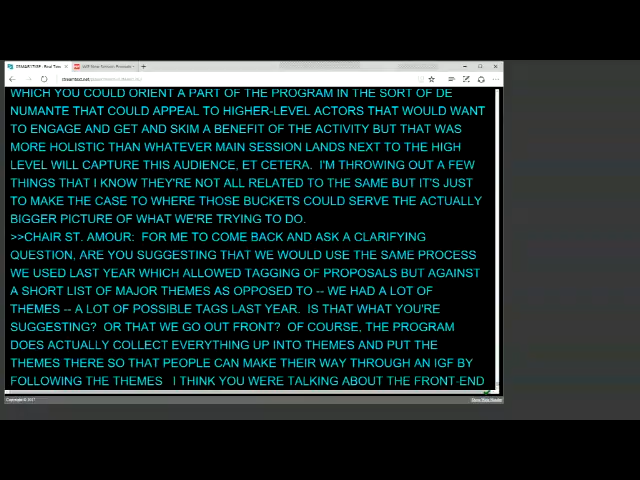 STREAMTEXT - Real Time
streamtext.net
WHICH YOU COULD ORIENT A PART OF THE PROGRAM IN THE SORT OF DE
NUMANTE THAT COULD APPEAL TO HIGHER-LEVEL ACTORS THAT WOULD WANT
TO ENGAGE AND GET AND SKIM A BENEFIT OF THE ACTIVITY BUT THAT WAS
MORE HOLISTIC THAN WHATEVER MAIN SESSION LANDS NEXT TO THE HIGH
LEVEL WILL CAPTURE THIS AUDIENCE, ET CETERA.  I'M THROWING OUT A FEW
THINGS THAT I KNOW THEY'RE NOT ALL RELATED TO THE SAME BUT IT'S JUST
TO MAKE THE CASE TO WHERE THOSE BUCKETS COULD SERVE THE ACTUALLY
BIGGER PICTURE OF WHAT WE'RE TRYING TO DO.
>>CHAIR ST. AMOUR:  FOR ME TO COME BACK AND ASK A CLARIFYING
QUESTION, ARE YOU SUGGESTING THAT WE WOULD USE THE SAME PROCESS
WE USED LAST YEAR WHICH ALLOWED TAGGING OF PROPOSALS BUT AGAINST
A SHORT LIST OF MAJOR THEMES AS OPPOSED TO -- WE HAD A LOT OF
THEMES -- A LOT OF POSSIBLE TAGS LAST YEAR.  IS THAT WHAT YOU'RE
SUGGESTING?  OR THAT WE GO OUT FRONT?  OF COURSE, THE PROGRAM
DOES ACTUALLY COLLECT EVERYTHING UP INTO THEMES AND PUT THE
THEMES THERE SO THAT PEOPLE CAN MAKE THEIR WAY THROUGH AN IGF BY
FOLLOWING THE THEMES   I THINK YOU WERE TALKING ABOUT THE FRONT-END
Copyright © 2017